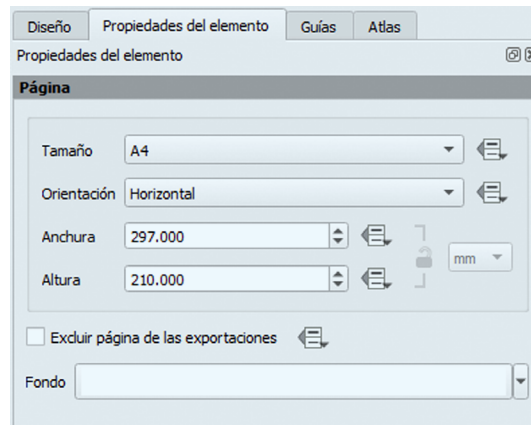 Diseño Propiedades del elemento Guías Atlas
Propiedades del elemento
Página
Tamaño A4
Orientación Horizontal
Anchura 297.000
mm
Altura 210.000
Excluir página de las exportaciones
Fondo